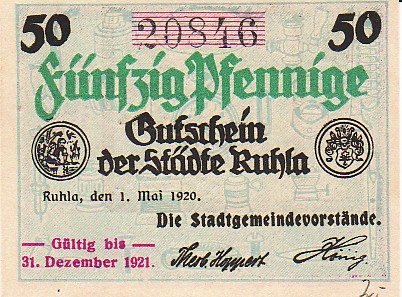 50 20846 50
Fünfzig Pfennige
Gutschein
der Städte Ruhla
Ruhla, den 1. Mai 1920.
Die Stadtgemeindevorstände.
— Gültig bis —
31. Dezember 1921.